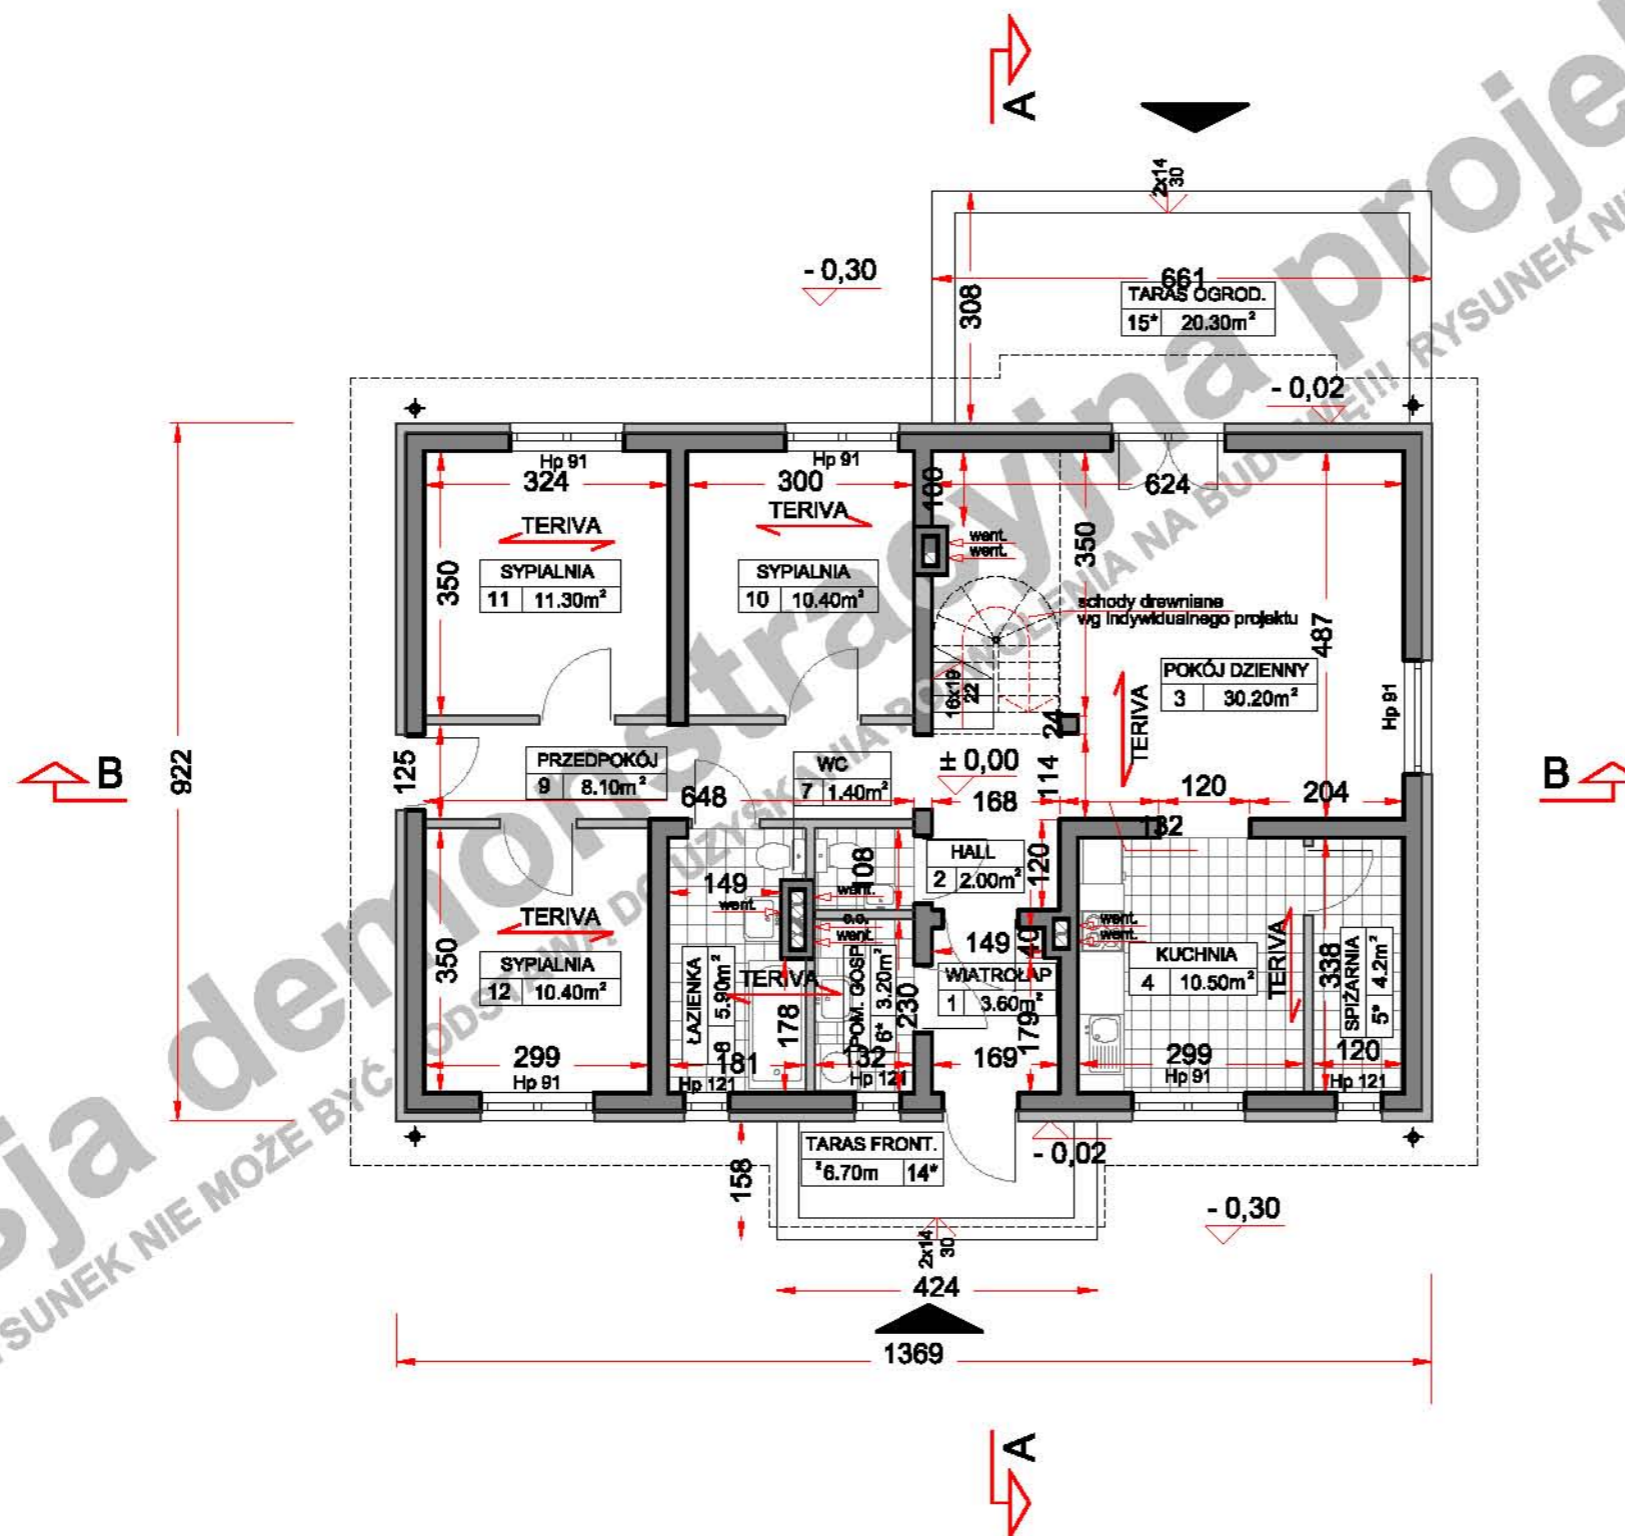 A
2x14
30
- 0,30
661
308
TARAS OGROD.
15* 20.30m²
- 0,02
Hp 91
324
TERIVA
350
SYPIALNIA
11 11.30m²
Hp 91
300
TERIVA
SYPIALNIA
10 10.40m²
100
624
went.
went.
350
schody drewniane
wg indywidualnego projektu
487
16x19
22
POKÓJ DZIENNY
3 30.20m²
TERIVA
Hp 91
24
B
922
125
PRZEDPOKÓJ
9 8.10m²
648
WC
7 1.40m²
± 0,00
168
114
120
204
132
B
149
went.
108
went.
c.o.
went.
HALL
2 2.00m²
120
149
40
went.
went.
350
TERIVA
SYPIALNIA
12 10.40m²
299
Hp 91
ŁAZIENKA
8 5.90m²
TERIVA
178
181
Hp 121
POM. GOSP.
6* 3.20m²
230
132
Hp 121
WIATROŁAP
1 3.60m²
179
169
KUCHNIA
4 10.50m²
TERIVA
299
Hp 91
338
SPIŻARNIA
5* 4.2m²
120
Hp 121
158
TARAS FRONT.
²6.70m 14*
- 0,02
- 0,30
2x14
30
424
1369
A
sja demonstracyjna proje
RYSUNEK NIE MOŻE BYĆ PODSTAWĄ DO UZYSKANIA POZWOLENIA NA BUDOWĘ!!! RYSUNEK NI